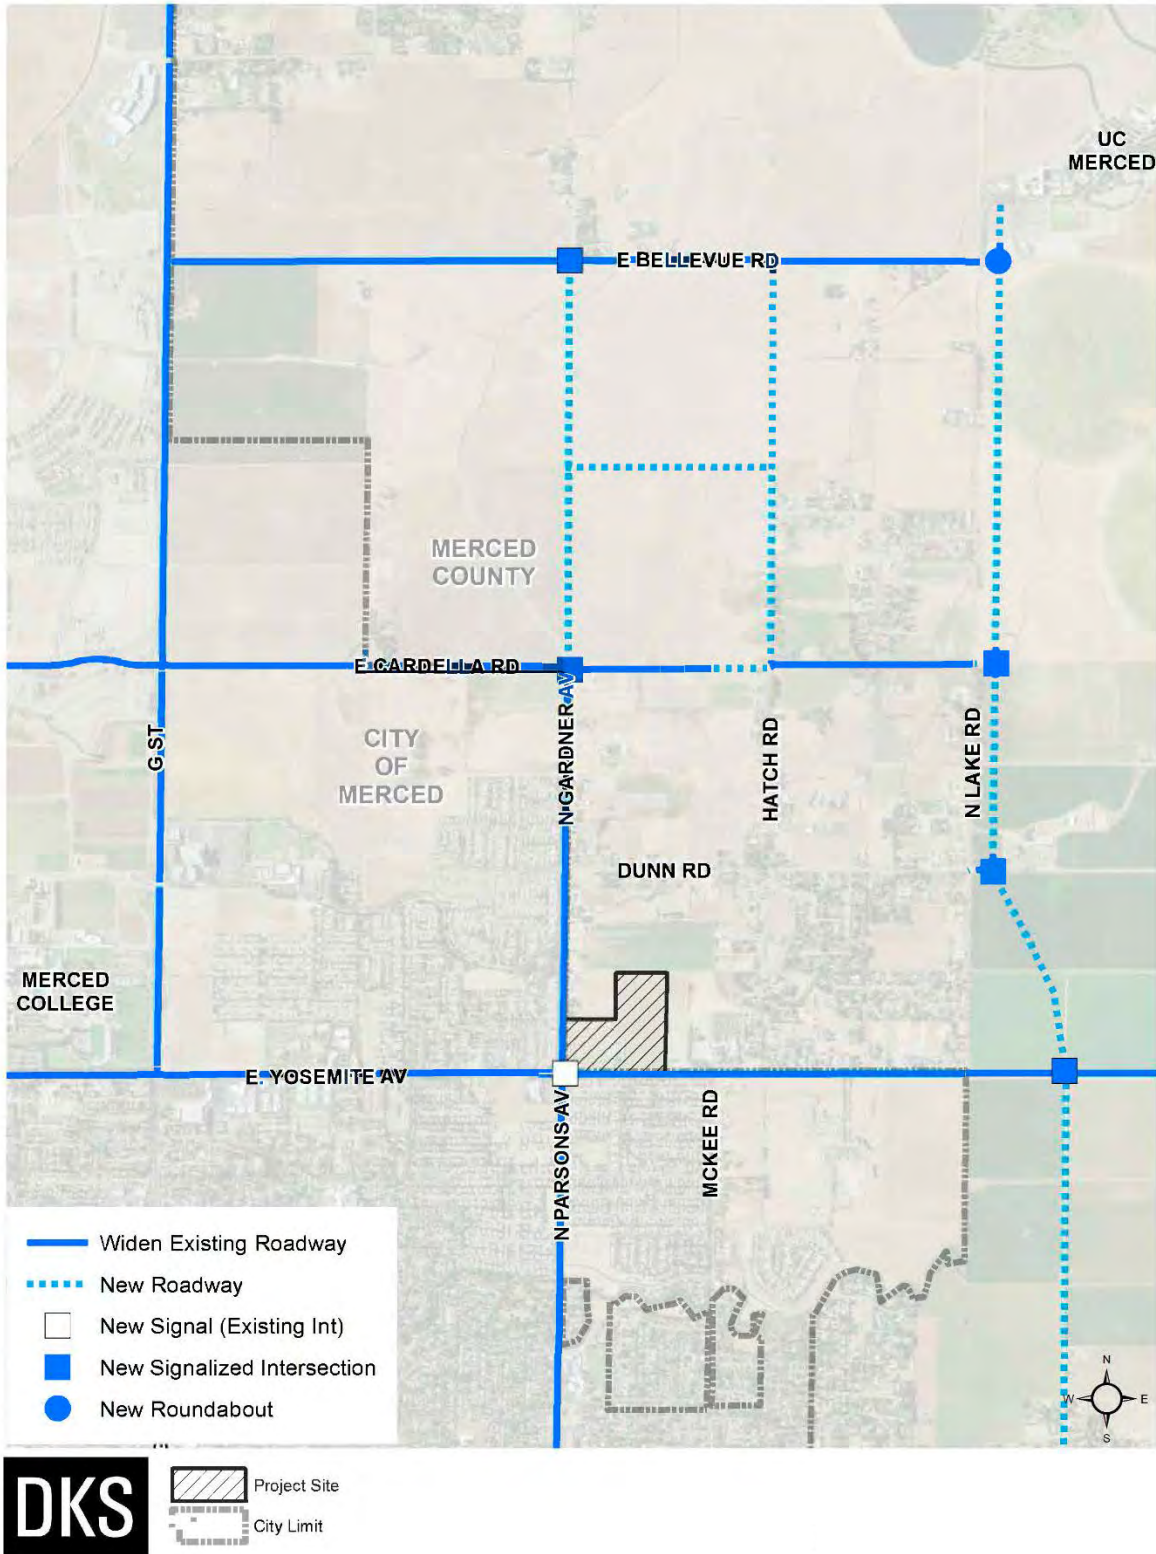 UC
MERCED
E BELLEVUE RD
MERCED
COUNTY
E CARDELLA RD
G ST
CITY
OF
MERCED
N GARDNER AV
HATCH RD
N LAKE RD
DUNN RD
MERCED
COLLEGE
E. YOSEMITE AV
N PARSONS AV
MCKEE RD
Widen Existing Roadway
New Roadway
New Signal (Existing Int)
New Signalized Intersection
New Roundabout
N
W
E
S
DKS
Project Site
City Limit